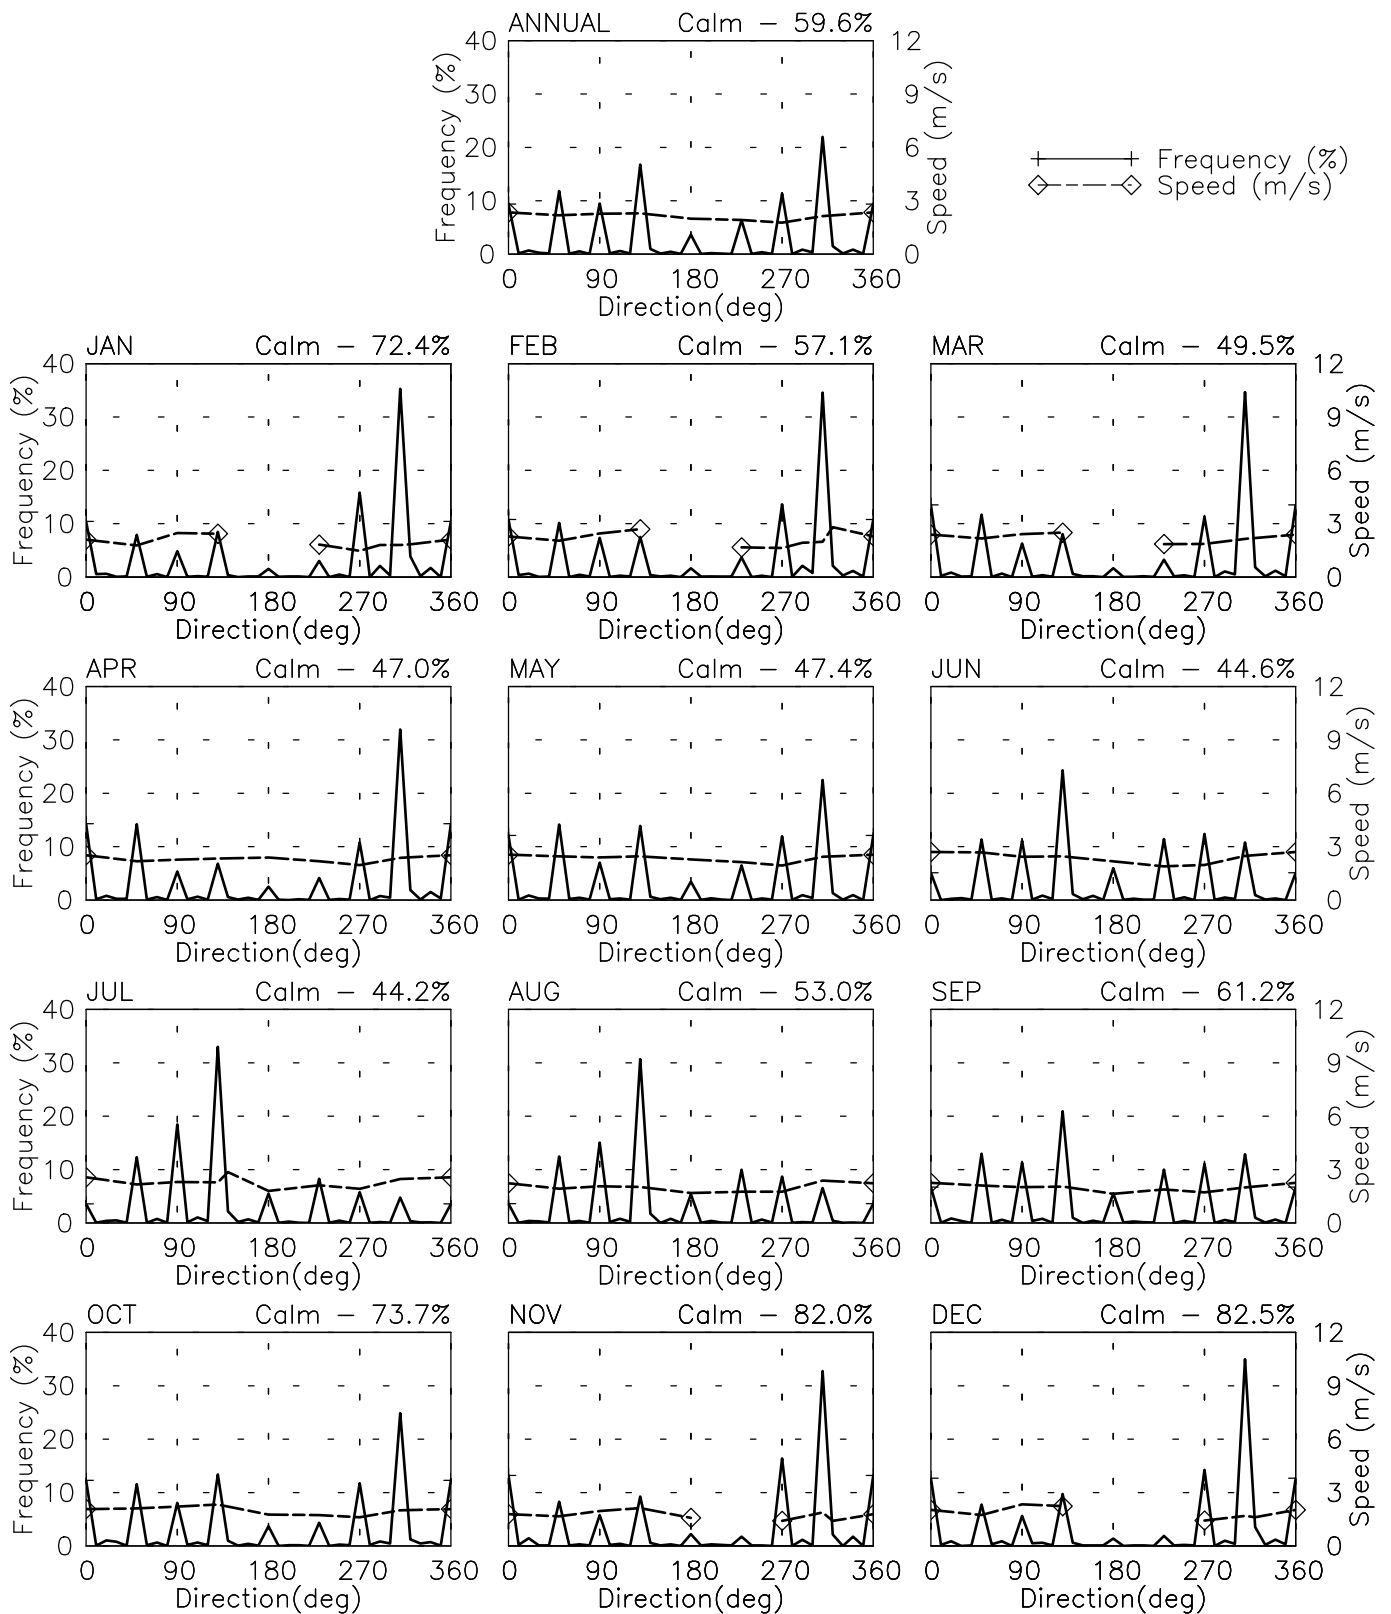 ANNUAL Calm - 59.6%
40 12
30 9
20 6
10 3
0 0
Frequency (%)
Speed (m/s)
0 90 180 270 360
Direction(deg)
Frequency (%)
Speed (m/s)
JAN Calm - 72.4% FEB Calm - 57.1% MAR Calm - 49.5%
40 12
30 9
20 6
10 3
0 0
Frequency (%)
Speed (m/s)
0 90 180 270 360 0 90 180 270 360 0 90 180 270 360
Direction(deg) Direction(deg) Direction(deg)
APR Calm - 47.0% MAY Calm - 47.4% JUN Calm - 44.6%
40 12
30 9
20 6
10 3
0 0
Frequency (%)
Speed (m/s)
0 90 180 270 360 0 90 180 270 360 0 90 180 270 360
Direction(deg) Direction(deg) Direction(deg)
JUL Calm - 44.2% AUG Calm - 53.0% SEP Calm - 61.2%
40 12
30 9
20 6
10 3
0 0
Frequency (%)
Speed (m/s)
0 90 180 270 360 0 90 180 270 360 0 90 180 270 360
Direction(deg) Direction(deg) Direction(deg)
OCT Calm - 73.7% NOV Calm - 82.0% DEC Calm - 82.5%
40 12
30 9
20 6
10 3
0 0
Frequency (%)
Speed (m/s)
0 90 180 270 360 0 90 180 270 360 0 90 180 270 360
Direction(deg) Direction(deg) Direction(deg)